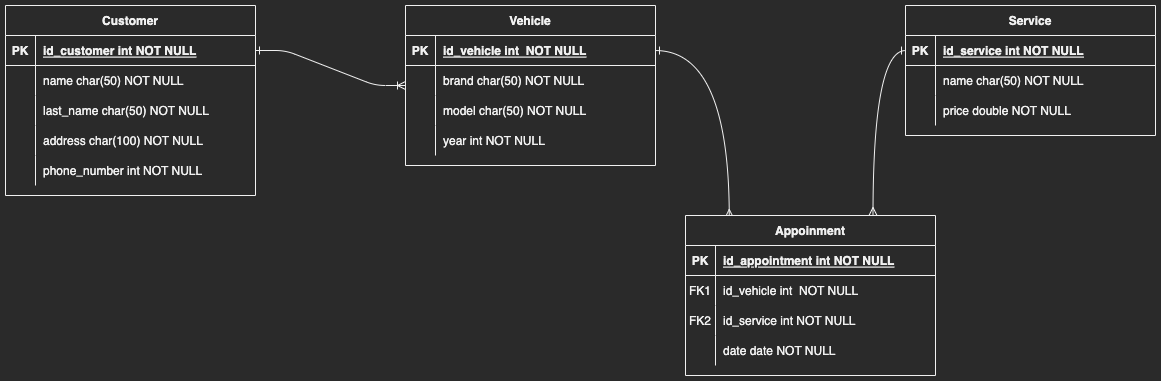 Customer
PK id_customer int NOT NULL
name char(50) NOT NULL
last_name char(50) NOT NULL
address char(100) NOT NULL
phone_number int NOT NULL
Vehicle
PK id_vehicle int  NOT NULL
brand char(50) NOT NULL
model char(50) NOT NULL
year int NOT NULL
Service
PK id_service int NOT NULL
name char(50) NOT NULL
price double NOT NULL
Appoinment
PK id_appointment int NOT NULL
FK1 id_vehicle int  NOT NULL
FK2 id_service int NOT NULL
date date NOT NULL